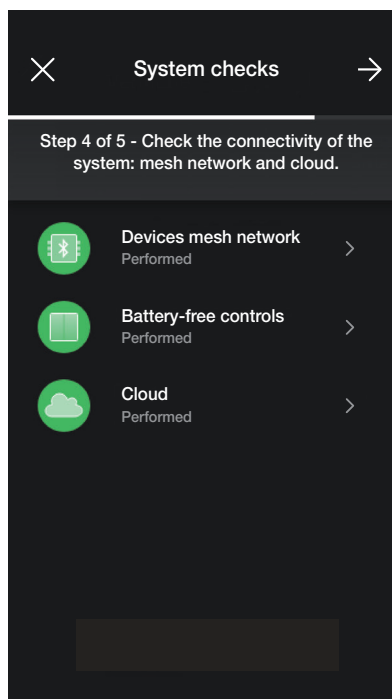 System checks
Step 4 of 5 - Check the connectivity of the
system: mesh network and cloud.
Devices mesh network
Performed
Battery-free controls
Performed
Cloud
Performed